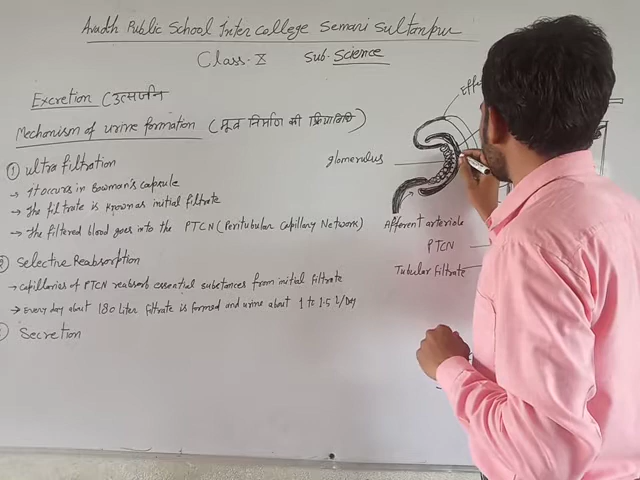 Avadh Public School Inter college Semari Sultanpur
Class-X Sub-Science
Excretion (उत्सर्जन
Mechanism of urine formation (मूत्र निर्माण की क्रियाविधि)
① ultra filtration
→ It occurs in Bowman's capsule
→ The filtrate is known as initial filtrate
→ The filtered blood goes into the PTCN (Peritubular Capillary Network)
② Selective Reabsorption
→ capillaries of PTCN reabsorb essential substances from initial filtrate
→ Every day about 180 Liter filtrate is formed and urine about 1 to 1.5 L/Day
Secretion
Effe
glomerulus
Afferent arteriole
PTCN
Tubular filtrate